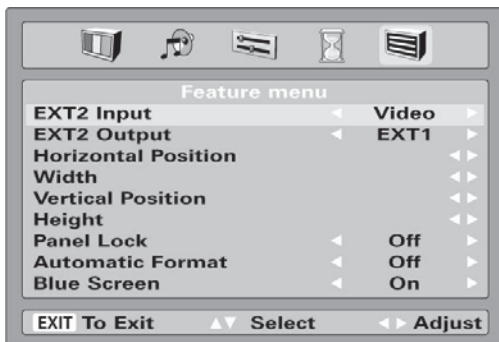 Feature menu
EXT2 Input Video
EXT2 Output EXT1
Horizontal Position
Width
Vertical Position
Height
Panel Lock Off
Automatic Format Off
Blue Screen On
EXIT To Exit Select Adjust